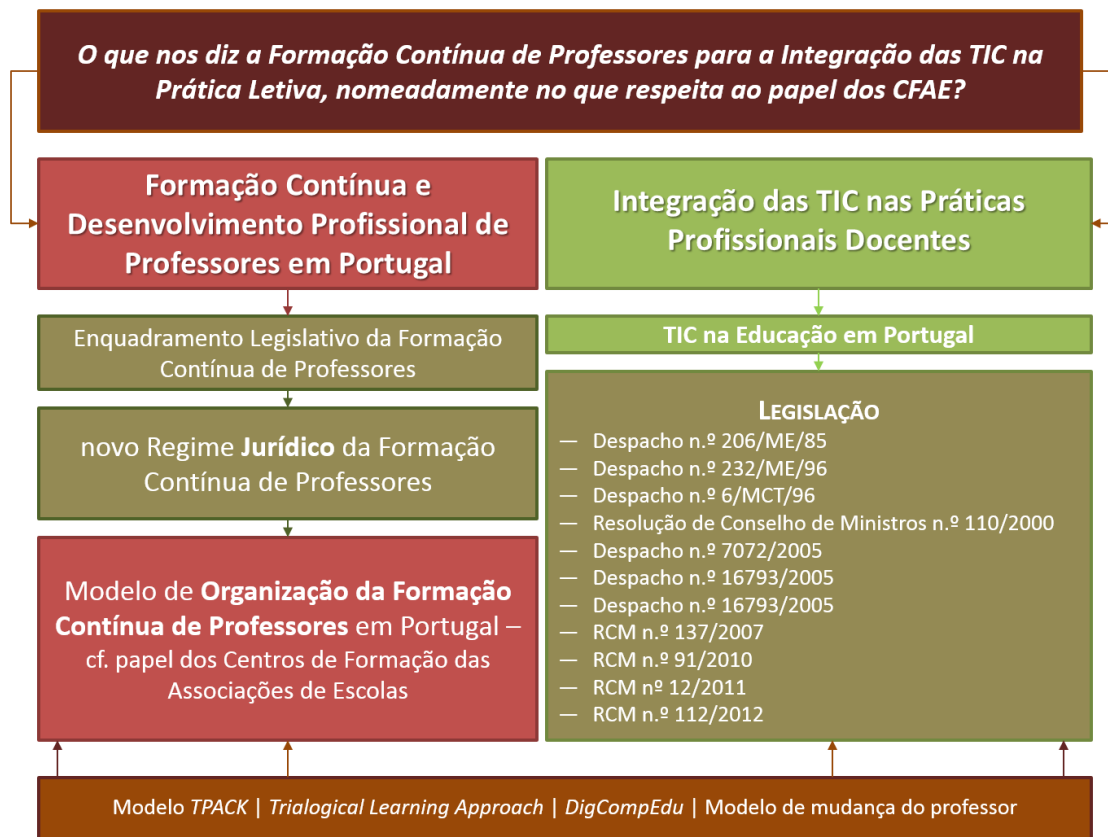 O que nos diz a Formação Contínua de Professores para a Integração das TIC na
Prática Letiva, nomeadamente no que respeita ao papel dos CFAE?
Formação Contínua e
Desenvolvimento Profissional de
Professores em Portugal
Enquadramento Legislativo da Formação
Contínua de Professores
novo Regime Jurídico da Formação
Contínua de Professores
Modelo de Organização da Formação
Contínua de Professores em Portugal –
cf. papel dos Centros de Formação das
Associações de Escolas
Integração das TIC nas Práticas
Profissionais Docentes
TIC na Educação em Portugal
LEGISLAÇÃO
— Despacho n.º 206/ME/85
— Despacho n.º 232/ME/96
— Despacho n.º 6/MCT/96
— Resolução de Conselho de Ministros n.º 110/2000
— Despacho n.º 7072/2005
— Despacho n.º 16793/2005
— Despacho n.º 16793/2005
— RCM n.º 137/2007
— RCM n.º 91/2010
— RCM nº 12/2011
— RCM n.º 112/2012
Modelo TPACK | Trialogical Learning Approach | DigCompEdu | Modelo de mudança do professor